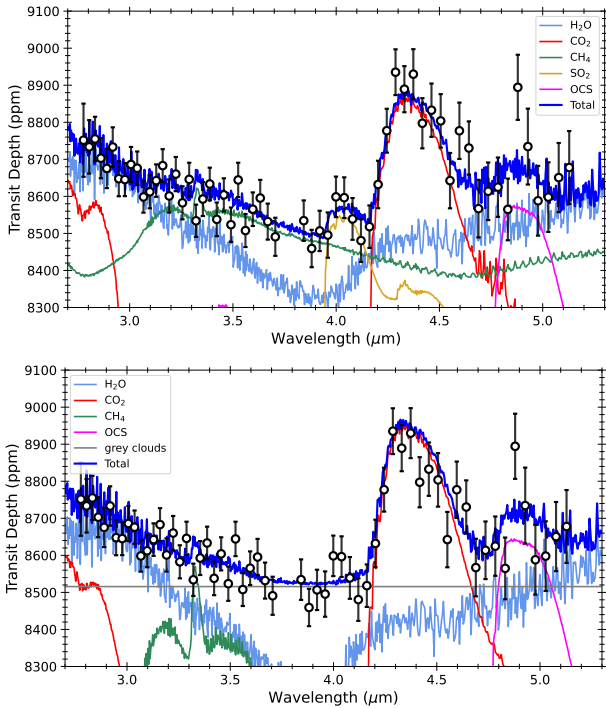 9100
9000
8900
8800
8700
8600
8500
8400
8300
Transit Depth (ppm)
H₂O
CO₂
CH₄
SO₂
OCS
Total
3.0
3.5
4.0
4.5
5.0
Wavelength (μm)
9100
9000
8900
8800
8700
8600
8500
8400
8300
Transit Depth (ppm)
H₂O
CO₂
CH₄
OCS
grey clouds
Total
3.0
3.5
4.0
4.5
5.0
Wavelength (μm)